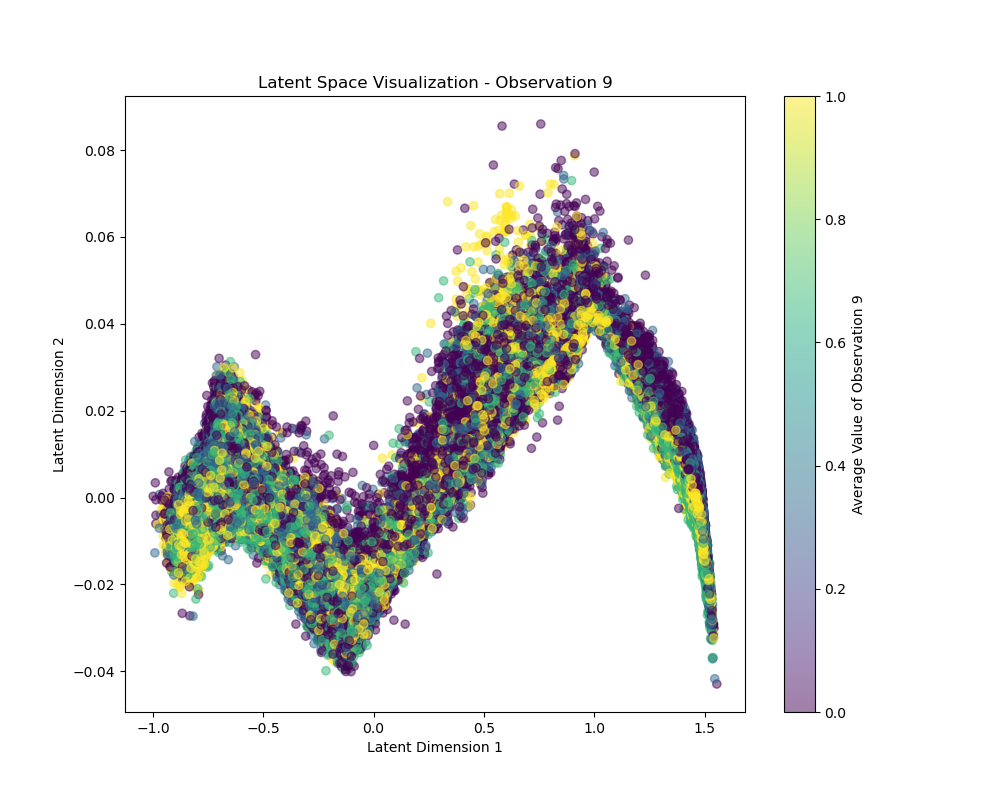 Latent Space Visualization - Observation 9
0.08
0.06
0.04
0.02
0.00
−0.02
−0.04
−1.0 −0.5 0.0 0.5 1.0 1.5
Latent Dimension 1
Latent Dimension 2
1.0
0.8
0.6
0.4
0.2
0.0
Average Value of Observation 9